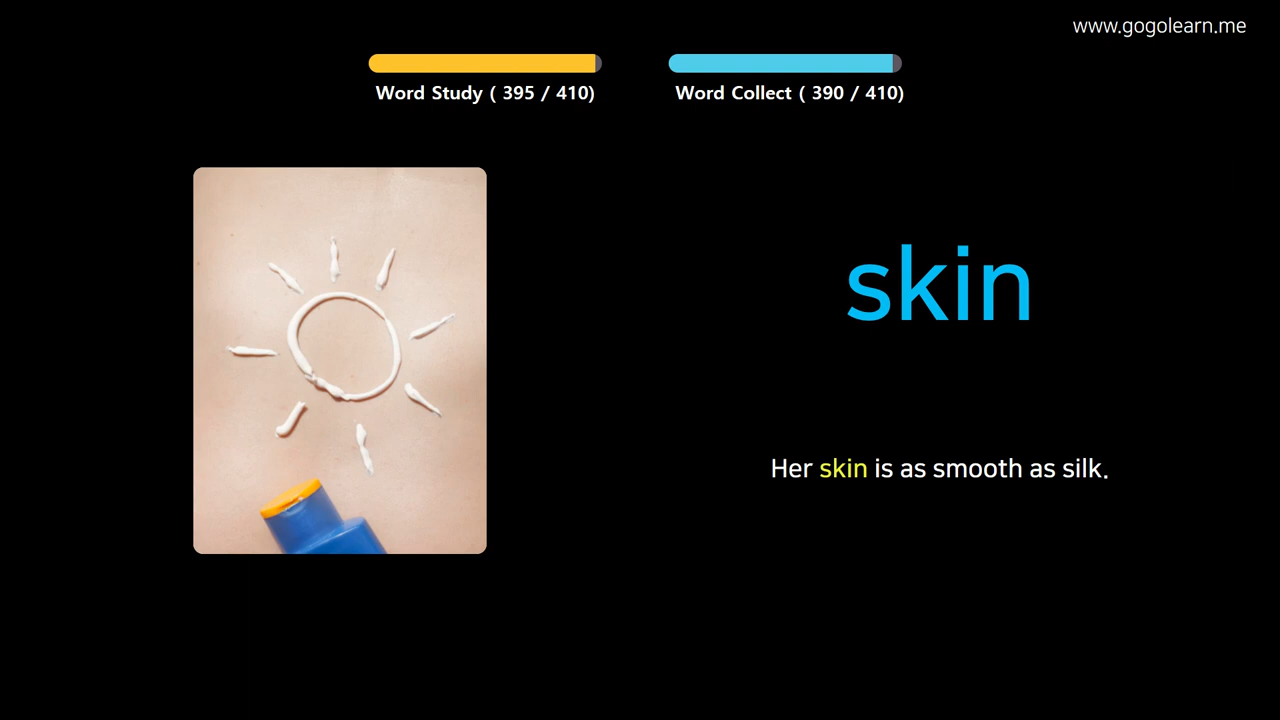 www.gogolearn.me
Word Study ( 395 / 410)
Word Collect ( 390 / 410)
skin
Her skin is as smooth as silk.